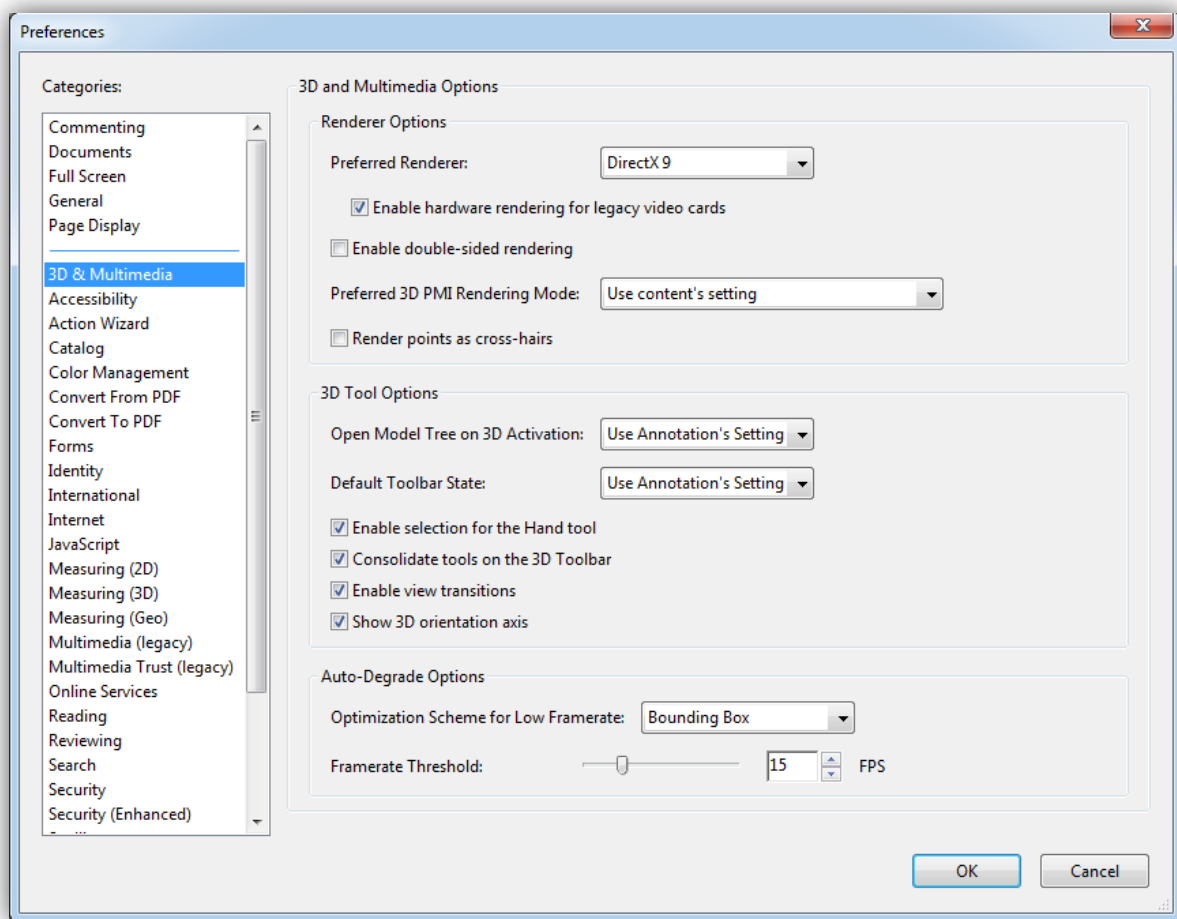 Preferences
Categories:
Commenting
Documents
Full Screen
General
Page Display
3D & Multimedia
Accessibility
Action Wizard
Catalog
Color Management
Convert From PDF
Convert To PDF
Forms
Identity
International
Internet
JavaScript
Measuring (2D)
Measuring (3D)
Measuring (Geo)
Multimedia (legacy)
Multimedia Trust (legacy)
Online Services
Reading
Reviewing
Search
Security
Security (Enhanced)
3D and Multimedia Options
Renderer Options
Preferred Renderer: DirectX 9
Enable hardware rendering for legacy video cards
Enable double-sided rendering
Preferred 3D PMI Rendering Mode: Use content's setting
Render points as cross-hairs
3D Tool Options
Open Model Tree on 3D Activation: Use Annotation's Setting
Default Toolbar State: Use Annotation's Setting
Enable selection for the Hand tool
Consolidate tools on the 3D Toolbar
Enable view transitions
Show 3D orientation axis
Auto-Degrade Options
Optimization Scheme for Low Framerate: Bounding Box
Framerate Threshold: 15 FPS
OK Cancel